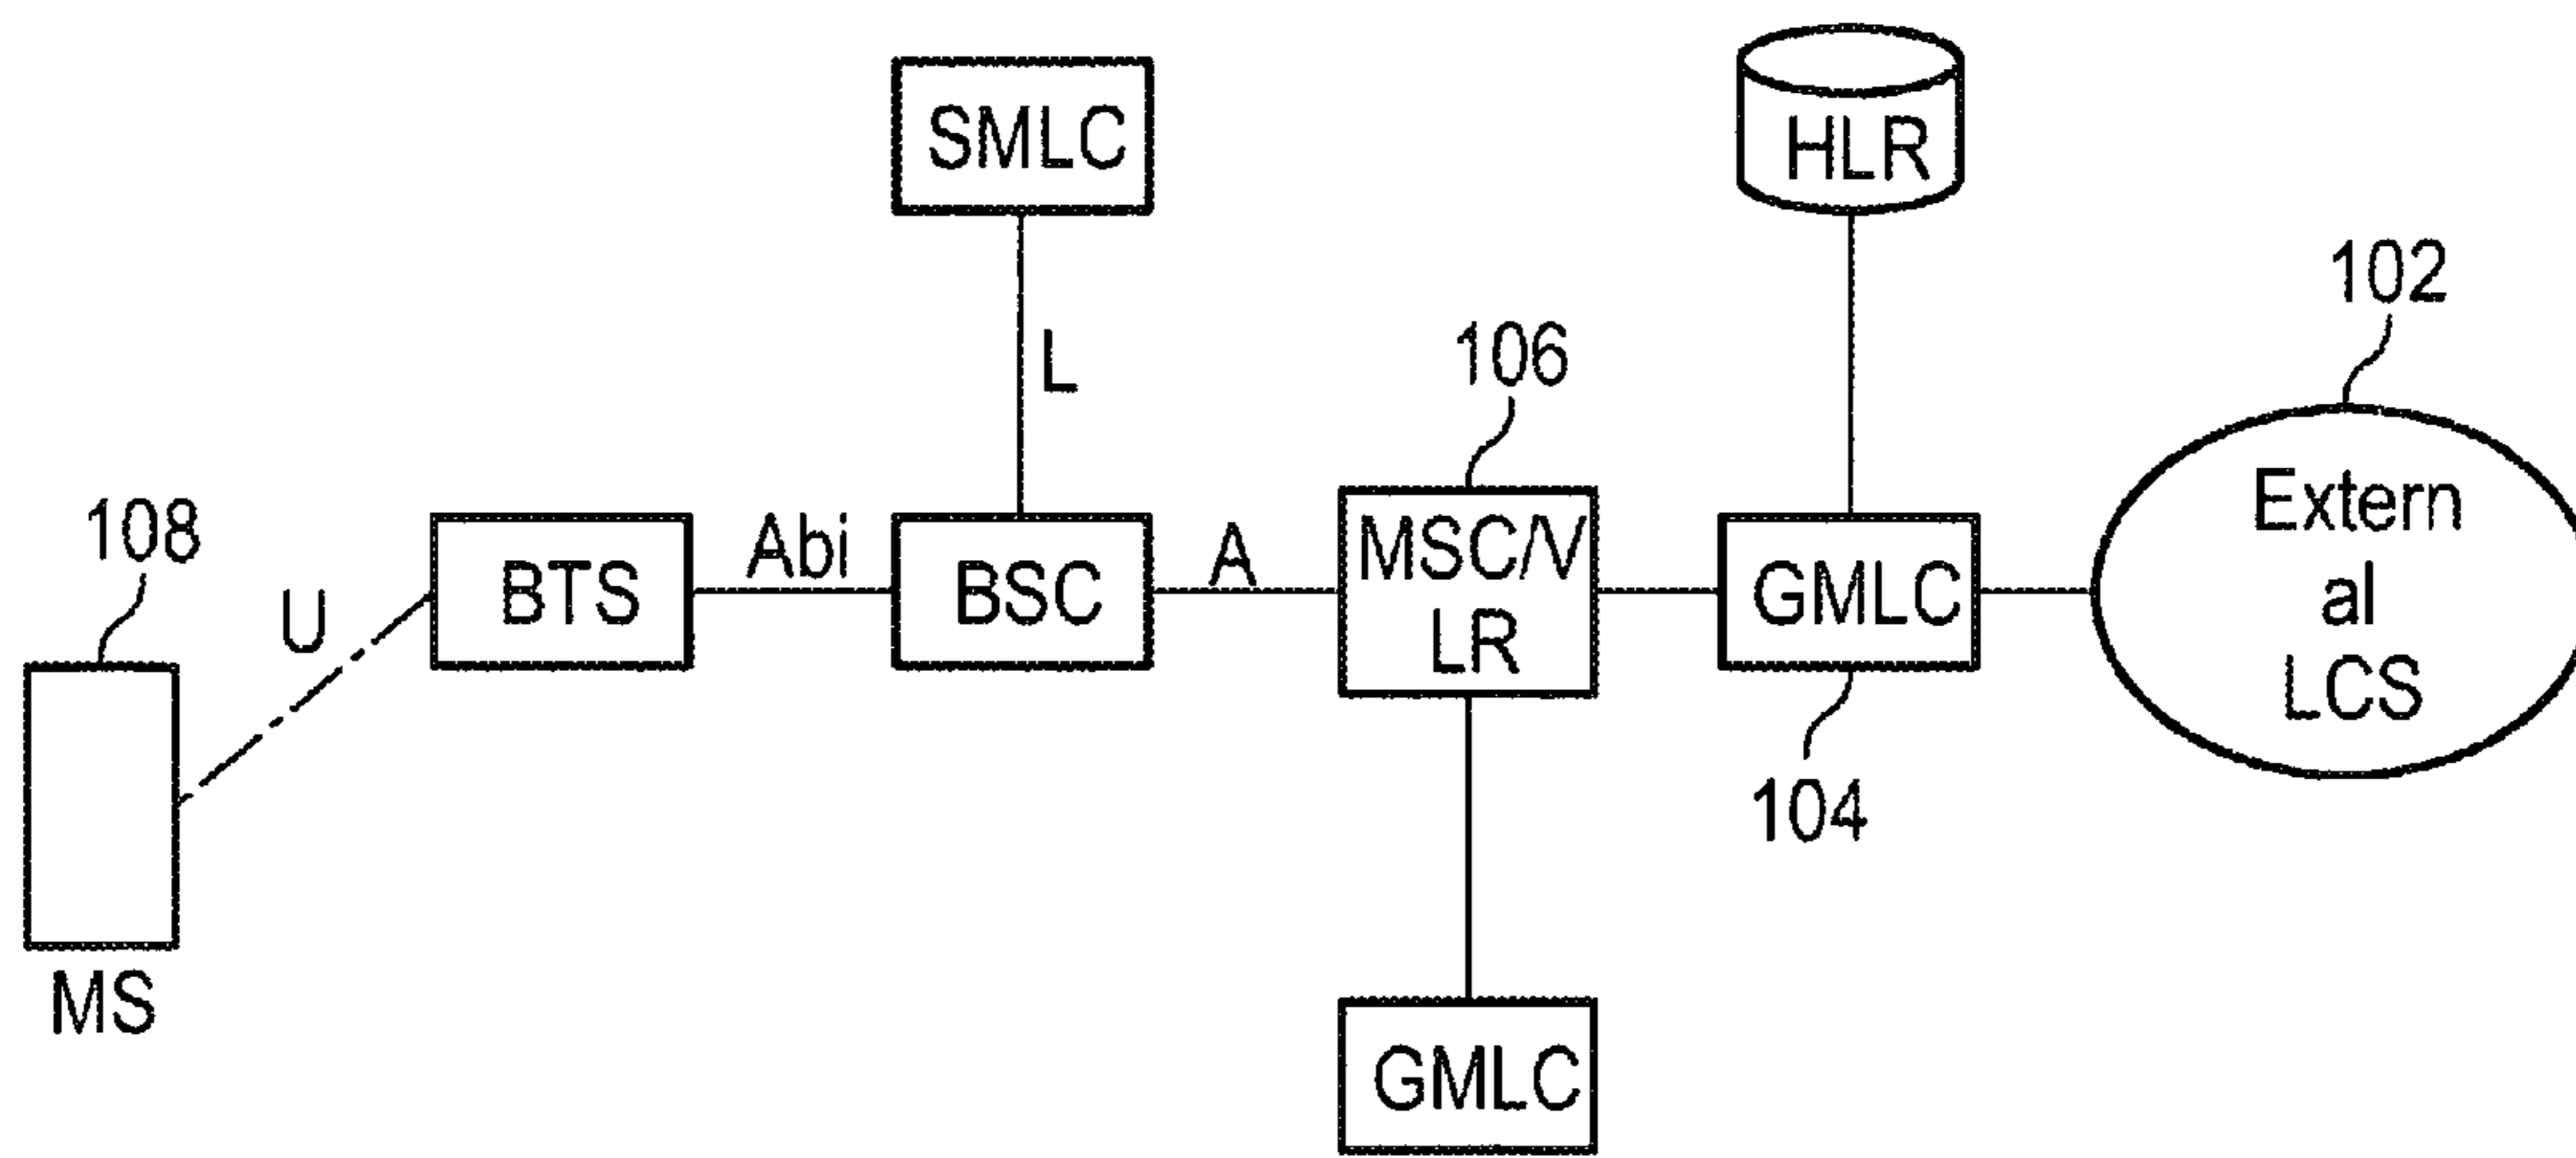 SMLC
HLR
102
L
106
108
U
BTS
Abi
BSC
A
MSC/V
LR
GMLC
Extern
al
LCS
104
MS
GMLC